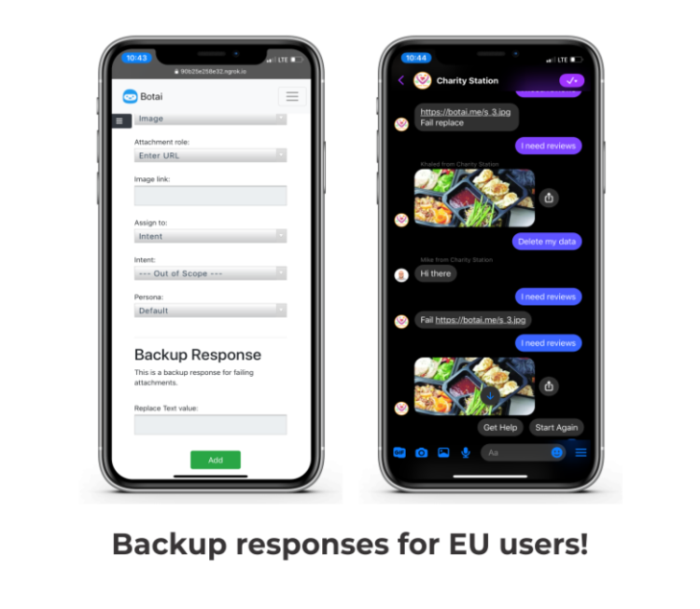 10:43
LTE
90b25e258e32.ngrok.io
Botai
Image
Attachment role:
Enter URL
Image link:
Assign to:
Intent
Intent:
--- Out of Scope ---
Persona:
Default
Backup Response
This is a backup response for failing
attachments.
Replace Text value:
Add
10:44
LTE
Charity Station
https://botai.me/s_3.jpg
Fail replace
I need reviews
Khaled from Charity Station
Delete my data
Mike from Charity Station
Hi there
I need reviews
Fail https://botai.me/s_3.jpg
I need reviews
Get Help
Start Again
GIF
Aa
Backup responses for EU users!